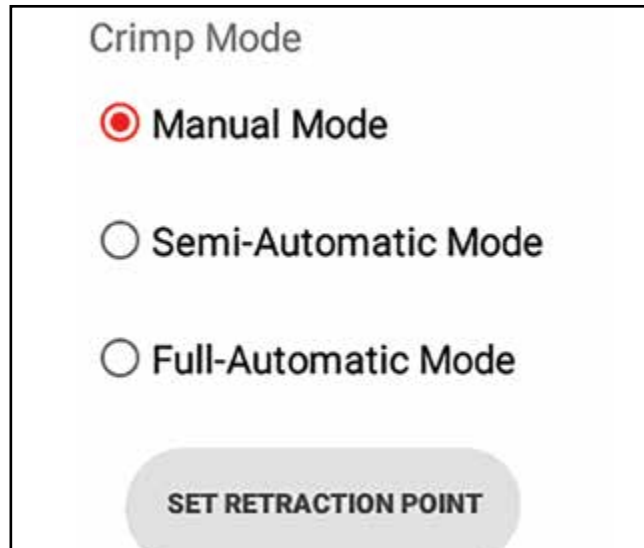 Crimp Mode
Manual Mode
Semi-Automatic Mode
Full-Automatic Mode
SET RETRACTION POINT